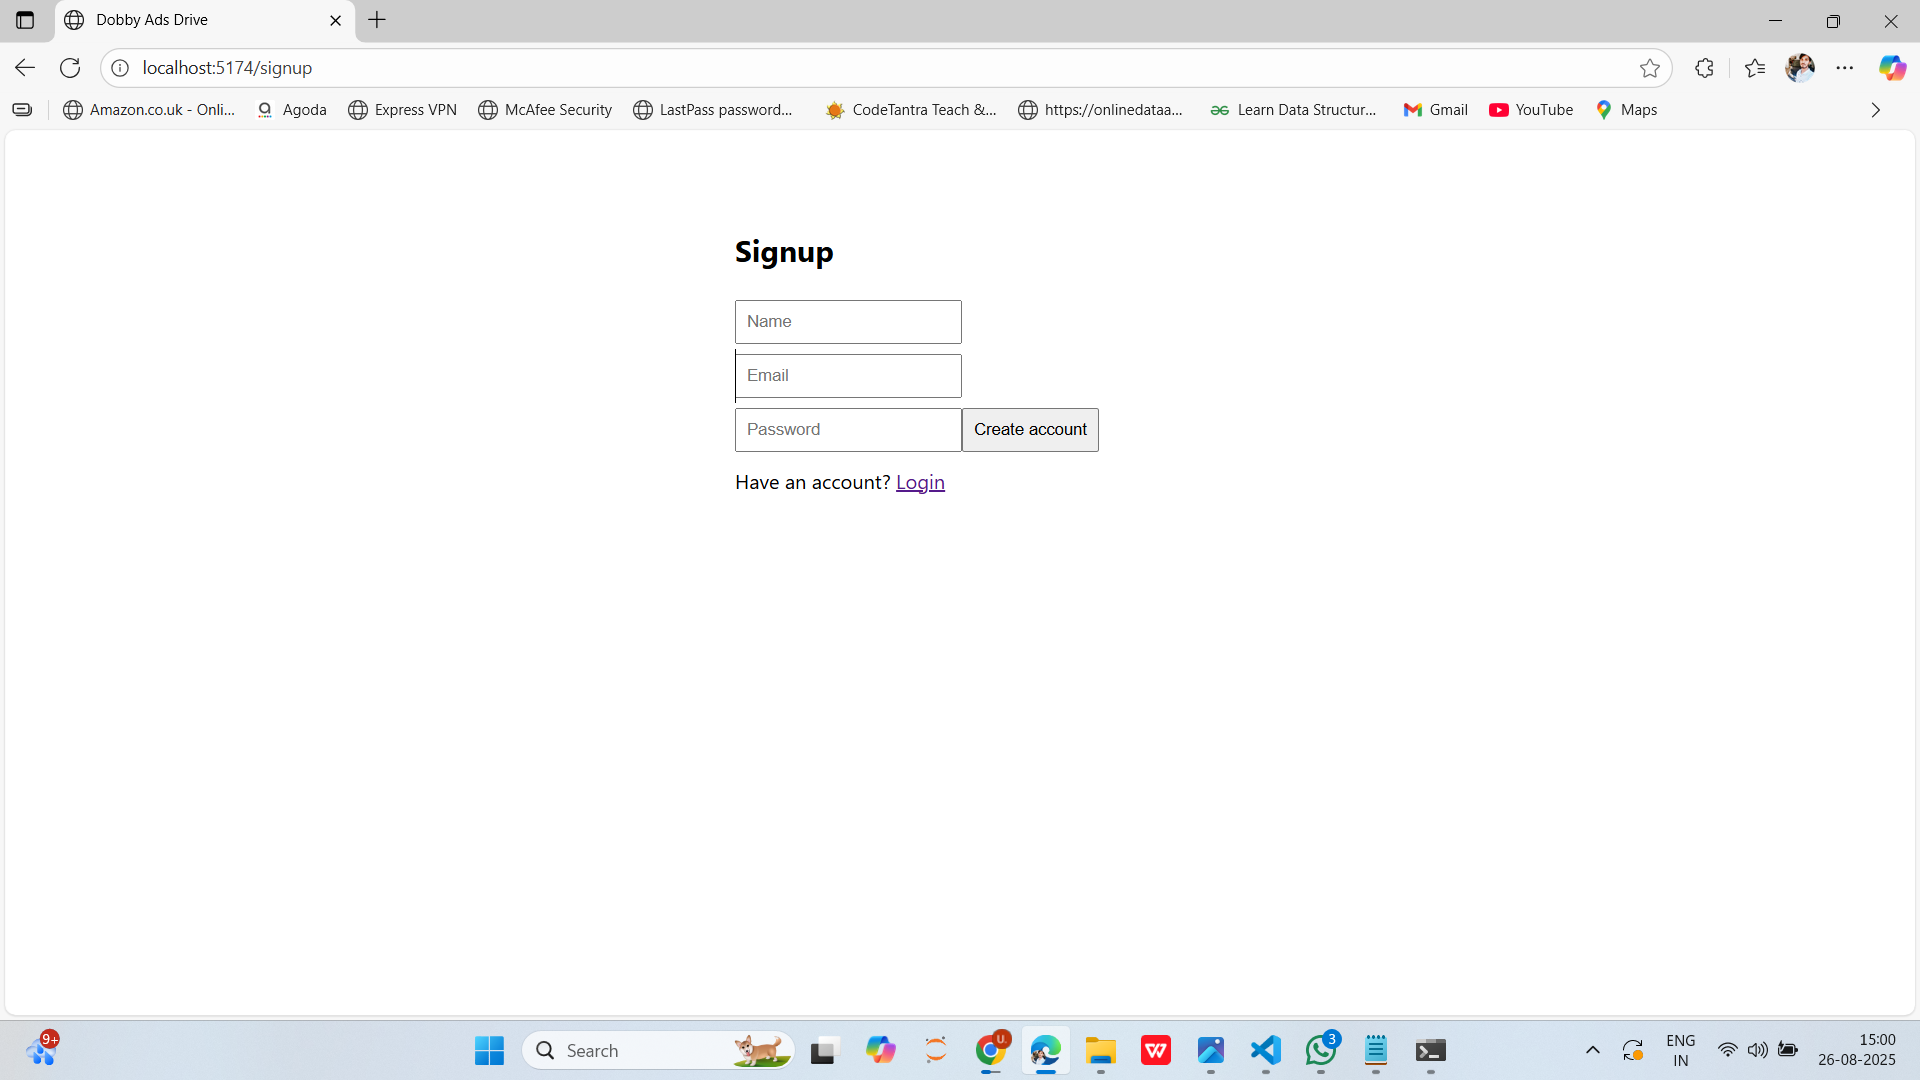 Dobby Ads Drive
localhost:5174/signup
Amazon.co.uk - Onli...
Agoda
Express VPN
McAfee Security
LastPass password...
CodeTantra Teach &...
https://onlinedataa...
Learn Data Structur...
Gmail
YouTube
Maps
Signup
Name
Email
Password
Create account
Have an account? Login
9+
Search
U.
3
ENG
IN
15:00
26-08-2025